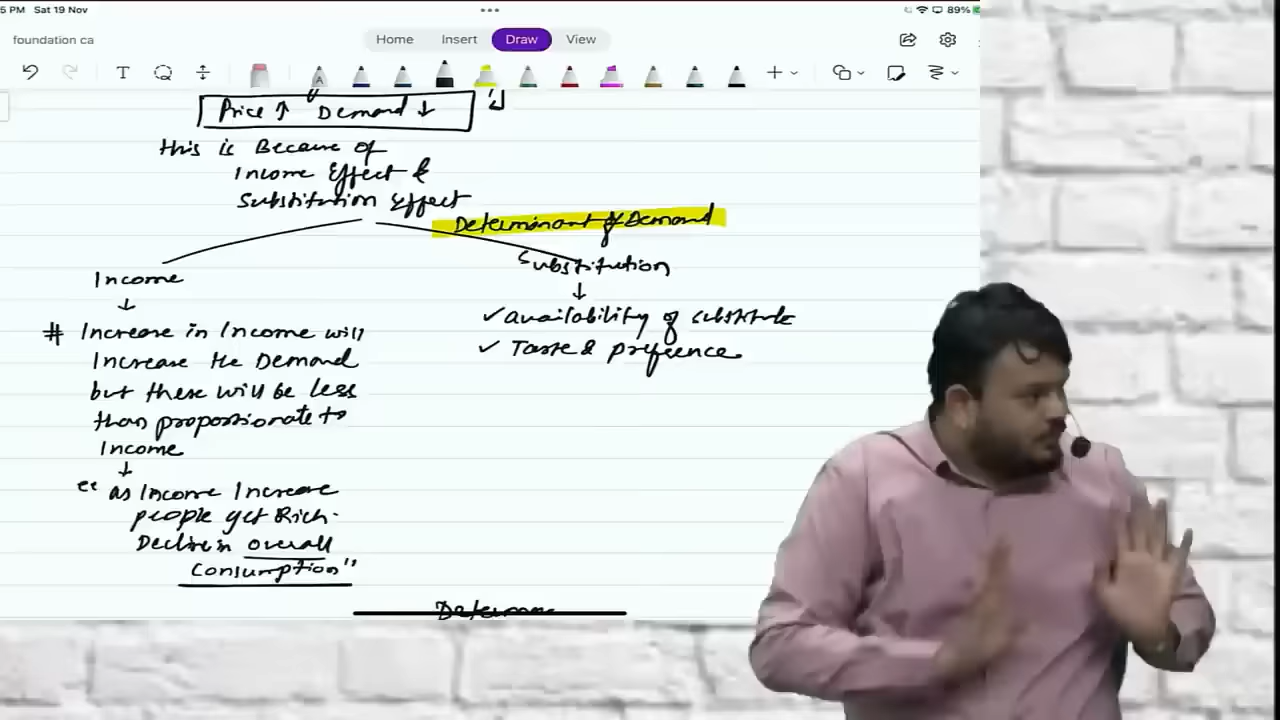 5 PM Sat 19 Nov
89%
foundation ca
Home Insert Draw View
Price ↑ Demand ↓
this is Because of
Income Effect &
Substitution Effect
Determinant of Demand
Income
↓
# Increase in Income will
Increase the Demand
but these will be less
than proportionate to
Income
↓
"as Income Increase
people get Rich.
Decline in overall
consumption"
Substitution
↓
✓ availability of substitute
✓ Taste & preference